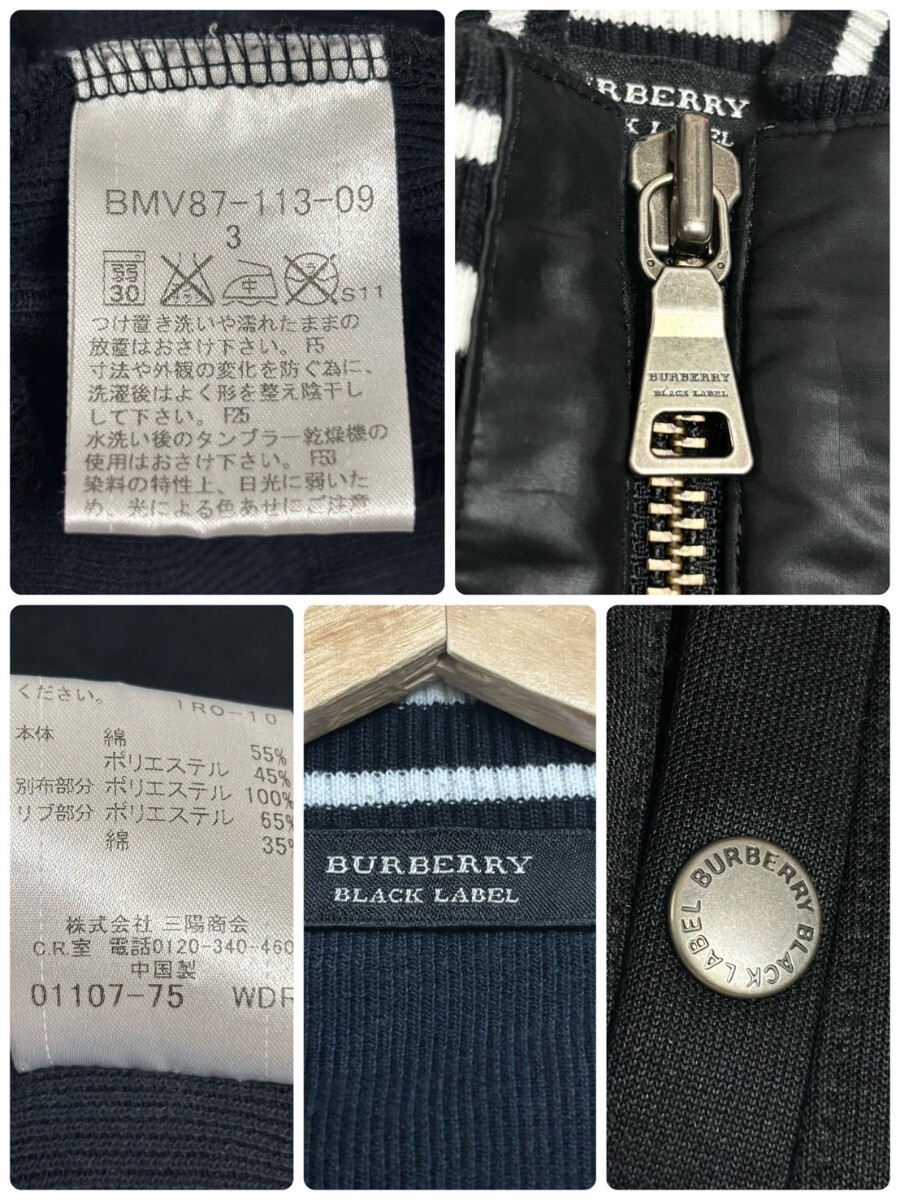 BMV87-113-09
3
弱
30
S11
つけ置き洗いや濡れたままの
放置はおさけ下さい。F5
寸法や外観の変化を防ぐ為に、
洗濯後はよく形を整え陰干し
して下さい。F25
水洗い後のタンブラー乾燥機の
使用はおさけ下さい。F53
染料の特性上、日光に弱いた
め、光による色あせにご注意
RBERRY
K LABEL
BURBERRY
BLACK LABEL
ください。
1R0-10
本体 綿 55%
ポリエステル 45%
別布部分 ポリエステル 100%
リブ部分 ポリエステル 65%
綿 35%
株式会社 三陽商会
C.R.室 電話0120-340-460
中国製
01107-75 WDR
BURBERRY
BLACK LABEL
BURBERRY BLACK LABEL